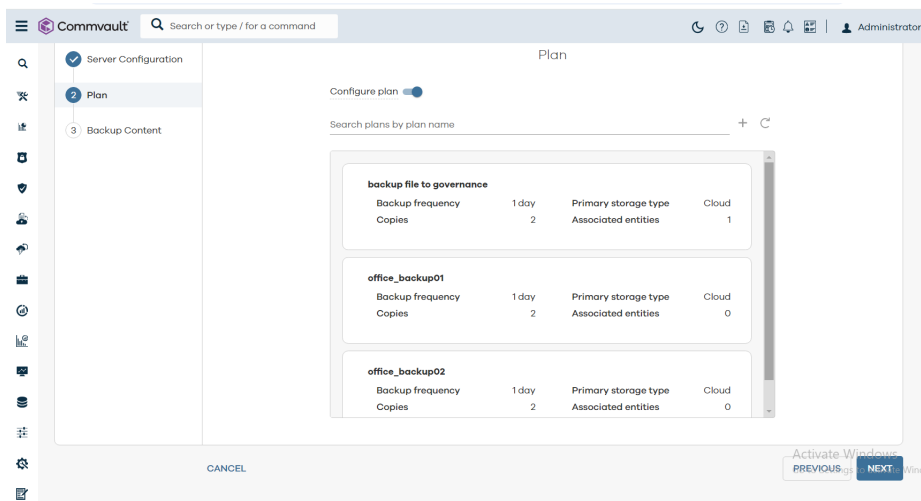 Commvault
Search or type / for a command
Administrator
Server Configuration
2 Plan
3 Backup Content
Plan
Configure plan
Search plans by plan name
backup file to governance
Backup frequency 1 day Primary storage type Cloud
Copies 2 Associated entities 1
office_backup01
Backup frequency 1 day Primary storage type Cloud
Copies 2 Associated entities 0
office_backup02
Backup frequency 1 day Primary storage type Cloud
Copies 2 Associated entities 0
Activate Windows
CANCEL PREVIOUS NEXT